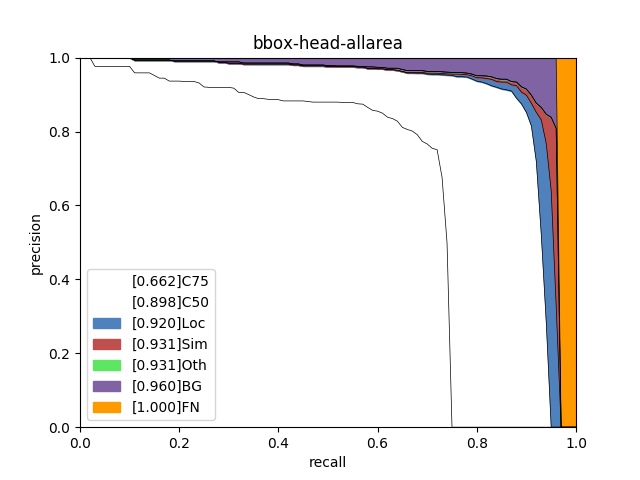 bbox-head-allarea
1.0
0.8
0.6
0.4
0.2
0.0
precision
[0.662]C75
[0.898]C50
[0.920]Loc
[0.931]Sim
[0.931]Oth
[0.960]BG
[1.000]FN
0.0 0.2 0.4 0.6 0.8 1.0
recall